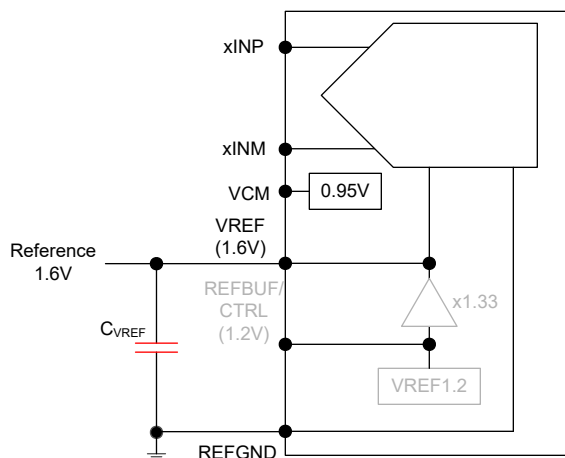 xINP
xINM
VCM
0.95V
VREF
(1.6V)
Reference
1.6V
REFBUF/
CTRL
(1.2V)
x1.33
CVREF
VREF1.2
REFGND